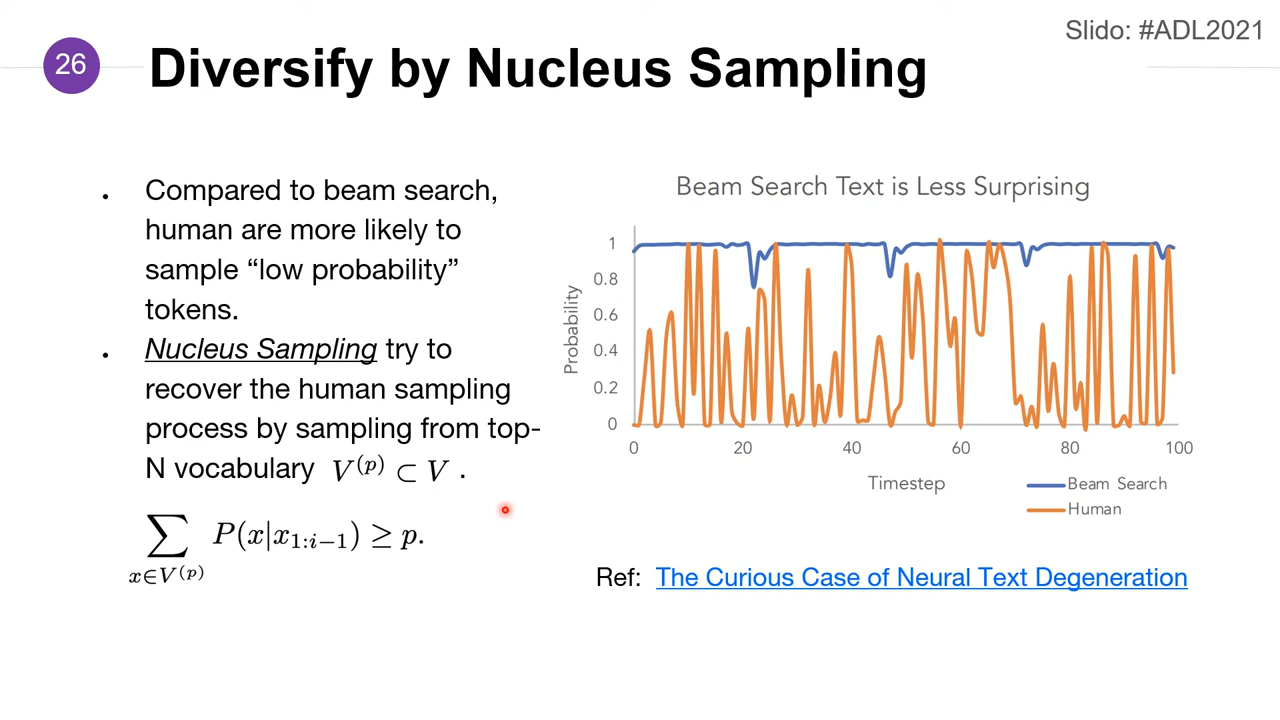 Slido: #ADL2021
26
Diversify by Nucleus Sampling
• Compared to beam search,
human are more likely to
sample “low probability”
tokens.
• Nucleus Sampling try to
recover the human sampling
process by sampling from top-
N vocabulary V^(p) ⊂ V .
∑ P(x|x_{1:i−1}) ≥ p.
x∈V^(p)
Beam Search Text is Less Surprising
Probability
1
0.8
0.6
0.4
0.2
0
0 20 40 60 80 100
Timestep
Beam Search
Human
Ref: The Curious Case of Neural Text Degeneration